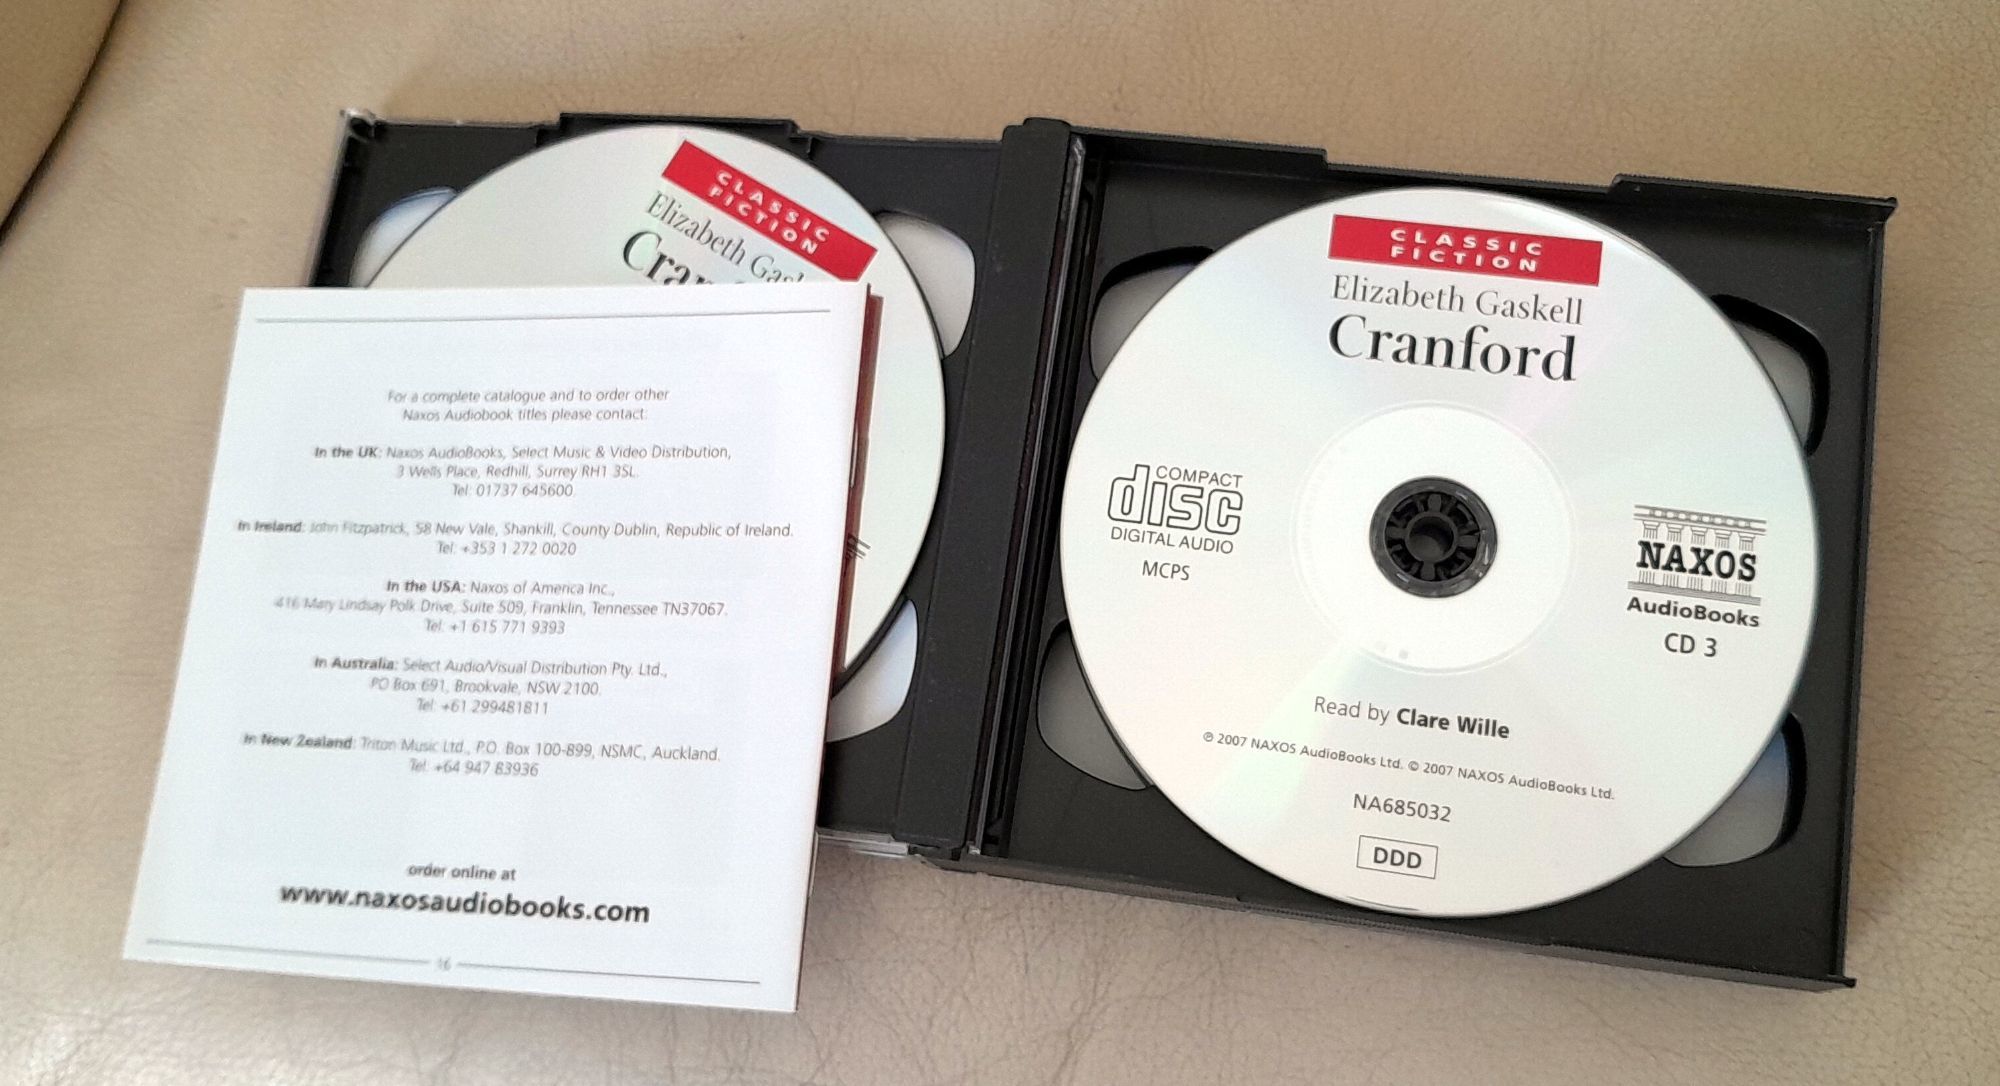 CLASSIC
FICTION
Elizabeth Gaskell
For a complete catalogue and to order other
Naxos Audiobook titles please contact:
In the UK: Naxos AudioBooks, Select Music & Video Distribution,
3 Wells Place, Redhill, Surrey RH1 3SL.
Tel: 01737 645600.
In Ireland: John Fitzpatrick, 58 New Vale, Shankill, County Dublin, Republic of Ireland.
Tel: +353 1 272 0020
In the USA: Naxos of America Inc.,
416 Mary Lindsay Polk Drive, Suite 509, Franklin, Tennessee TN37067.
Tel: +1 615 771 9393
In Australia: Select Audio/Visual Distribution Pty. Ltd.,
PO Box 691, Brookvale, NSW 2100.
Tel: +61 299481811
In New Zealand: Triton Music Ltd., P.O. Box 100-899, NSMC, Auckland.
Tel: +64 947 83936
order online at
www.naxosaudiobooks.com
16
CLASSIC
FICTION
Elizabeth Gaskell
Cranford
COMPACT
disc
DIGITAL AUDIO
MCPS
NAXOS
AudioBooks
CD 3
Read by Clare Wille
℗ 2007 NAXOS AudioBooks Ltd. © 2007 NAXOS AudioBooks Ltd.
NA685032
DDD